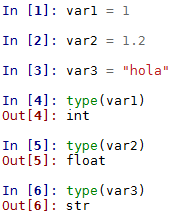 In [1]: var1 = 1
In [2]: var2 = 1.2
In [3]: var3 = "hola"
In [4]: type(var1)
Out[4]: int
In [5]: type(var2)
Out[5]: float
In [6]: type(var3)
Out[6]: str